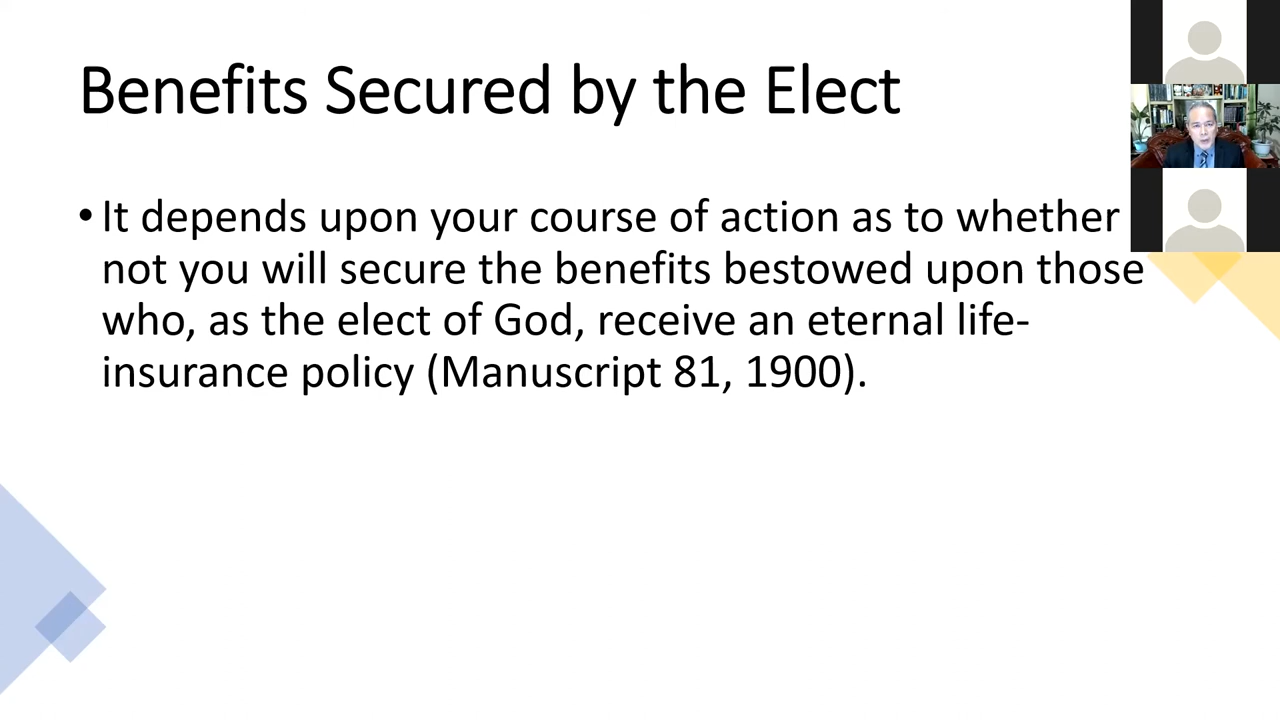 Benefits Secured by the Elect
• It depends upon your course of action as to whether
not you will secure the benefits bestowed upon those
who, as the elect of God, receive an eternal life-
insurance policy (Manuscript 81, 1900).